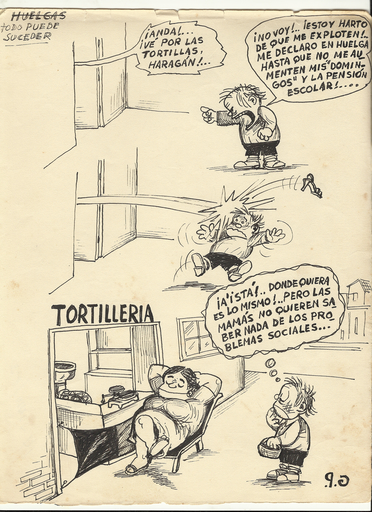 HUELGAS
TODO PUEDE
SUCEDER
¡ANDA!...
¡VE POR LAS
TORTILLAS,
HARAGÁN!...
¡NO VOY!.. ¡ESTOY HARTO
DE QUE ME EXPLOTEN!..
ME DECLARO EN HUELGA
HASTA QUE NO ME AU
MENTEN MIS "DOMIN-
GOS" Y LA PENSIÓN
ESCOLAR!....
¡A'ISTÁ!.. DONDEQUIERA
ES LO MISMO!..PERO LAS
MAMÁS NO QUIEREN SA
BER NADA DE LOS PRO
BLEMAS SOCIALES...
TORTILLERIA